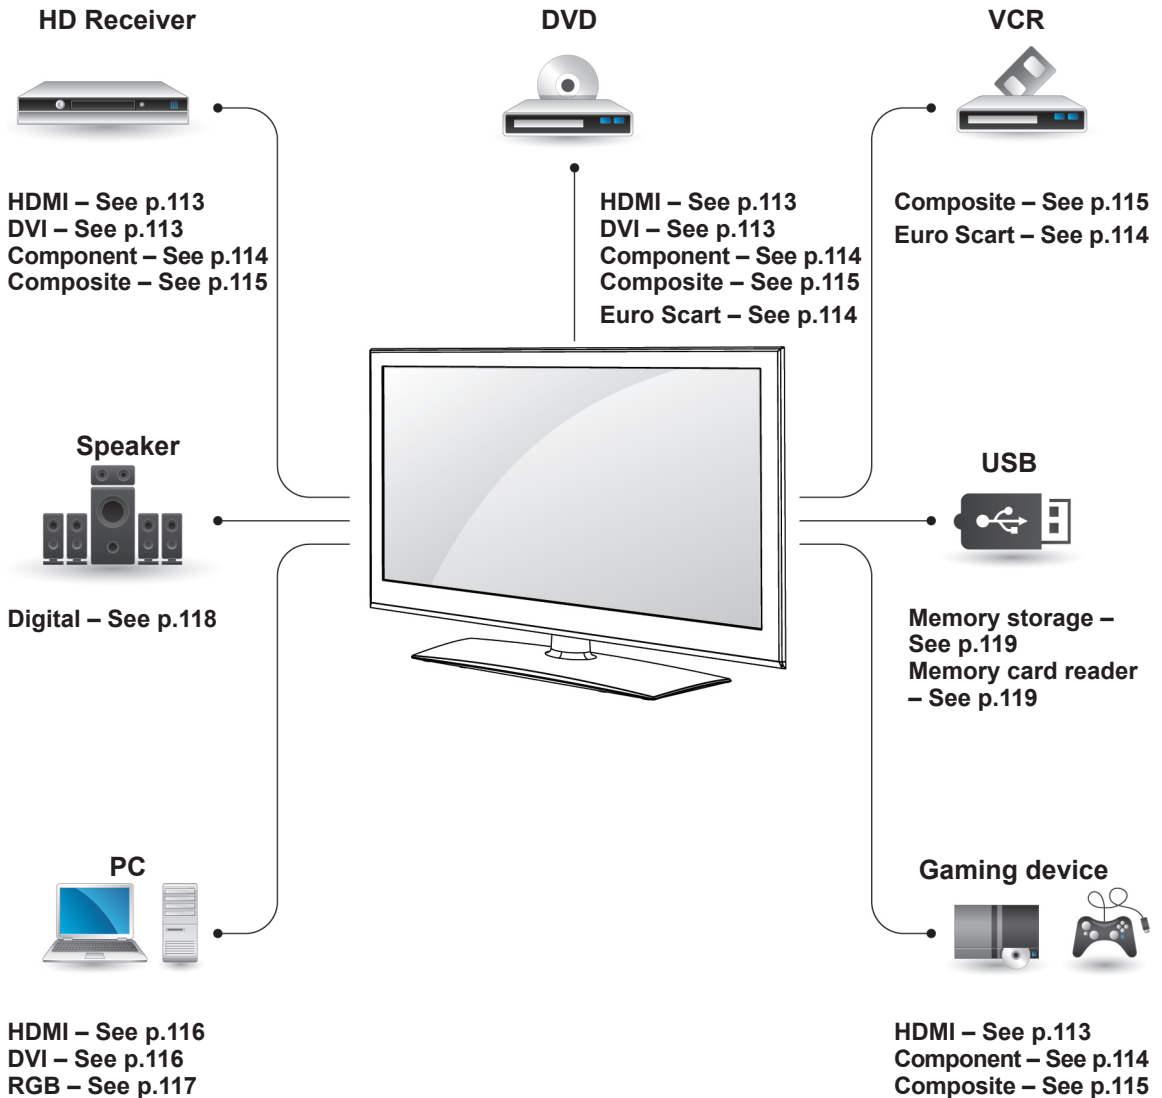 HD Receiver
HDMI – See p.113
DVI – See p.113
Component – See p.114
Composite – See p.115
DVD
HDMI – See p.113
DVI – See p.113
Component – See p.114
Composite – See p.115
Euro Scart – See p.114
VCR
Composite – See p.115
Euro Scart – See p.114
Speaker
Digital – See p.118
USB
Memory storage –
See p.119
Memory card reader
– See p.119
PC
HDMI – See p.116
DVI – See p.116
RGB – See p.117
Gaming device
HDMI – See p.113
Component – See p.114
Composite – See p.115